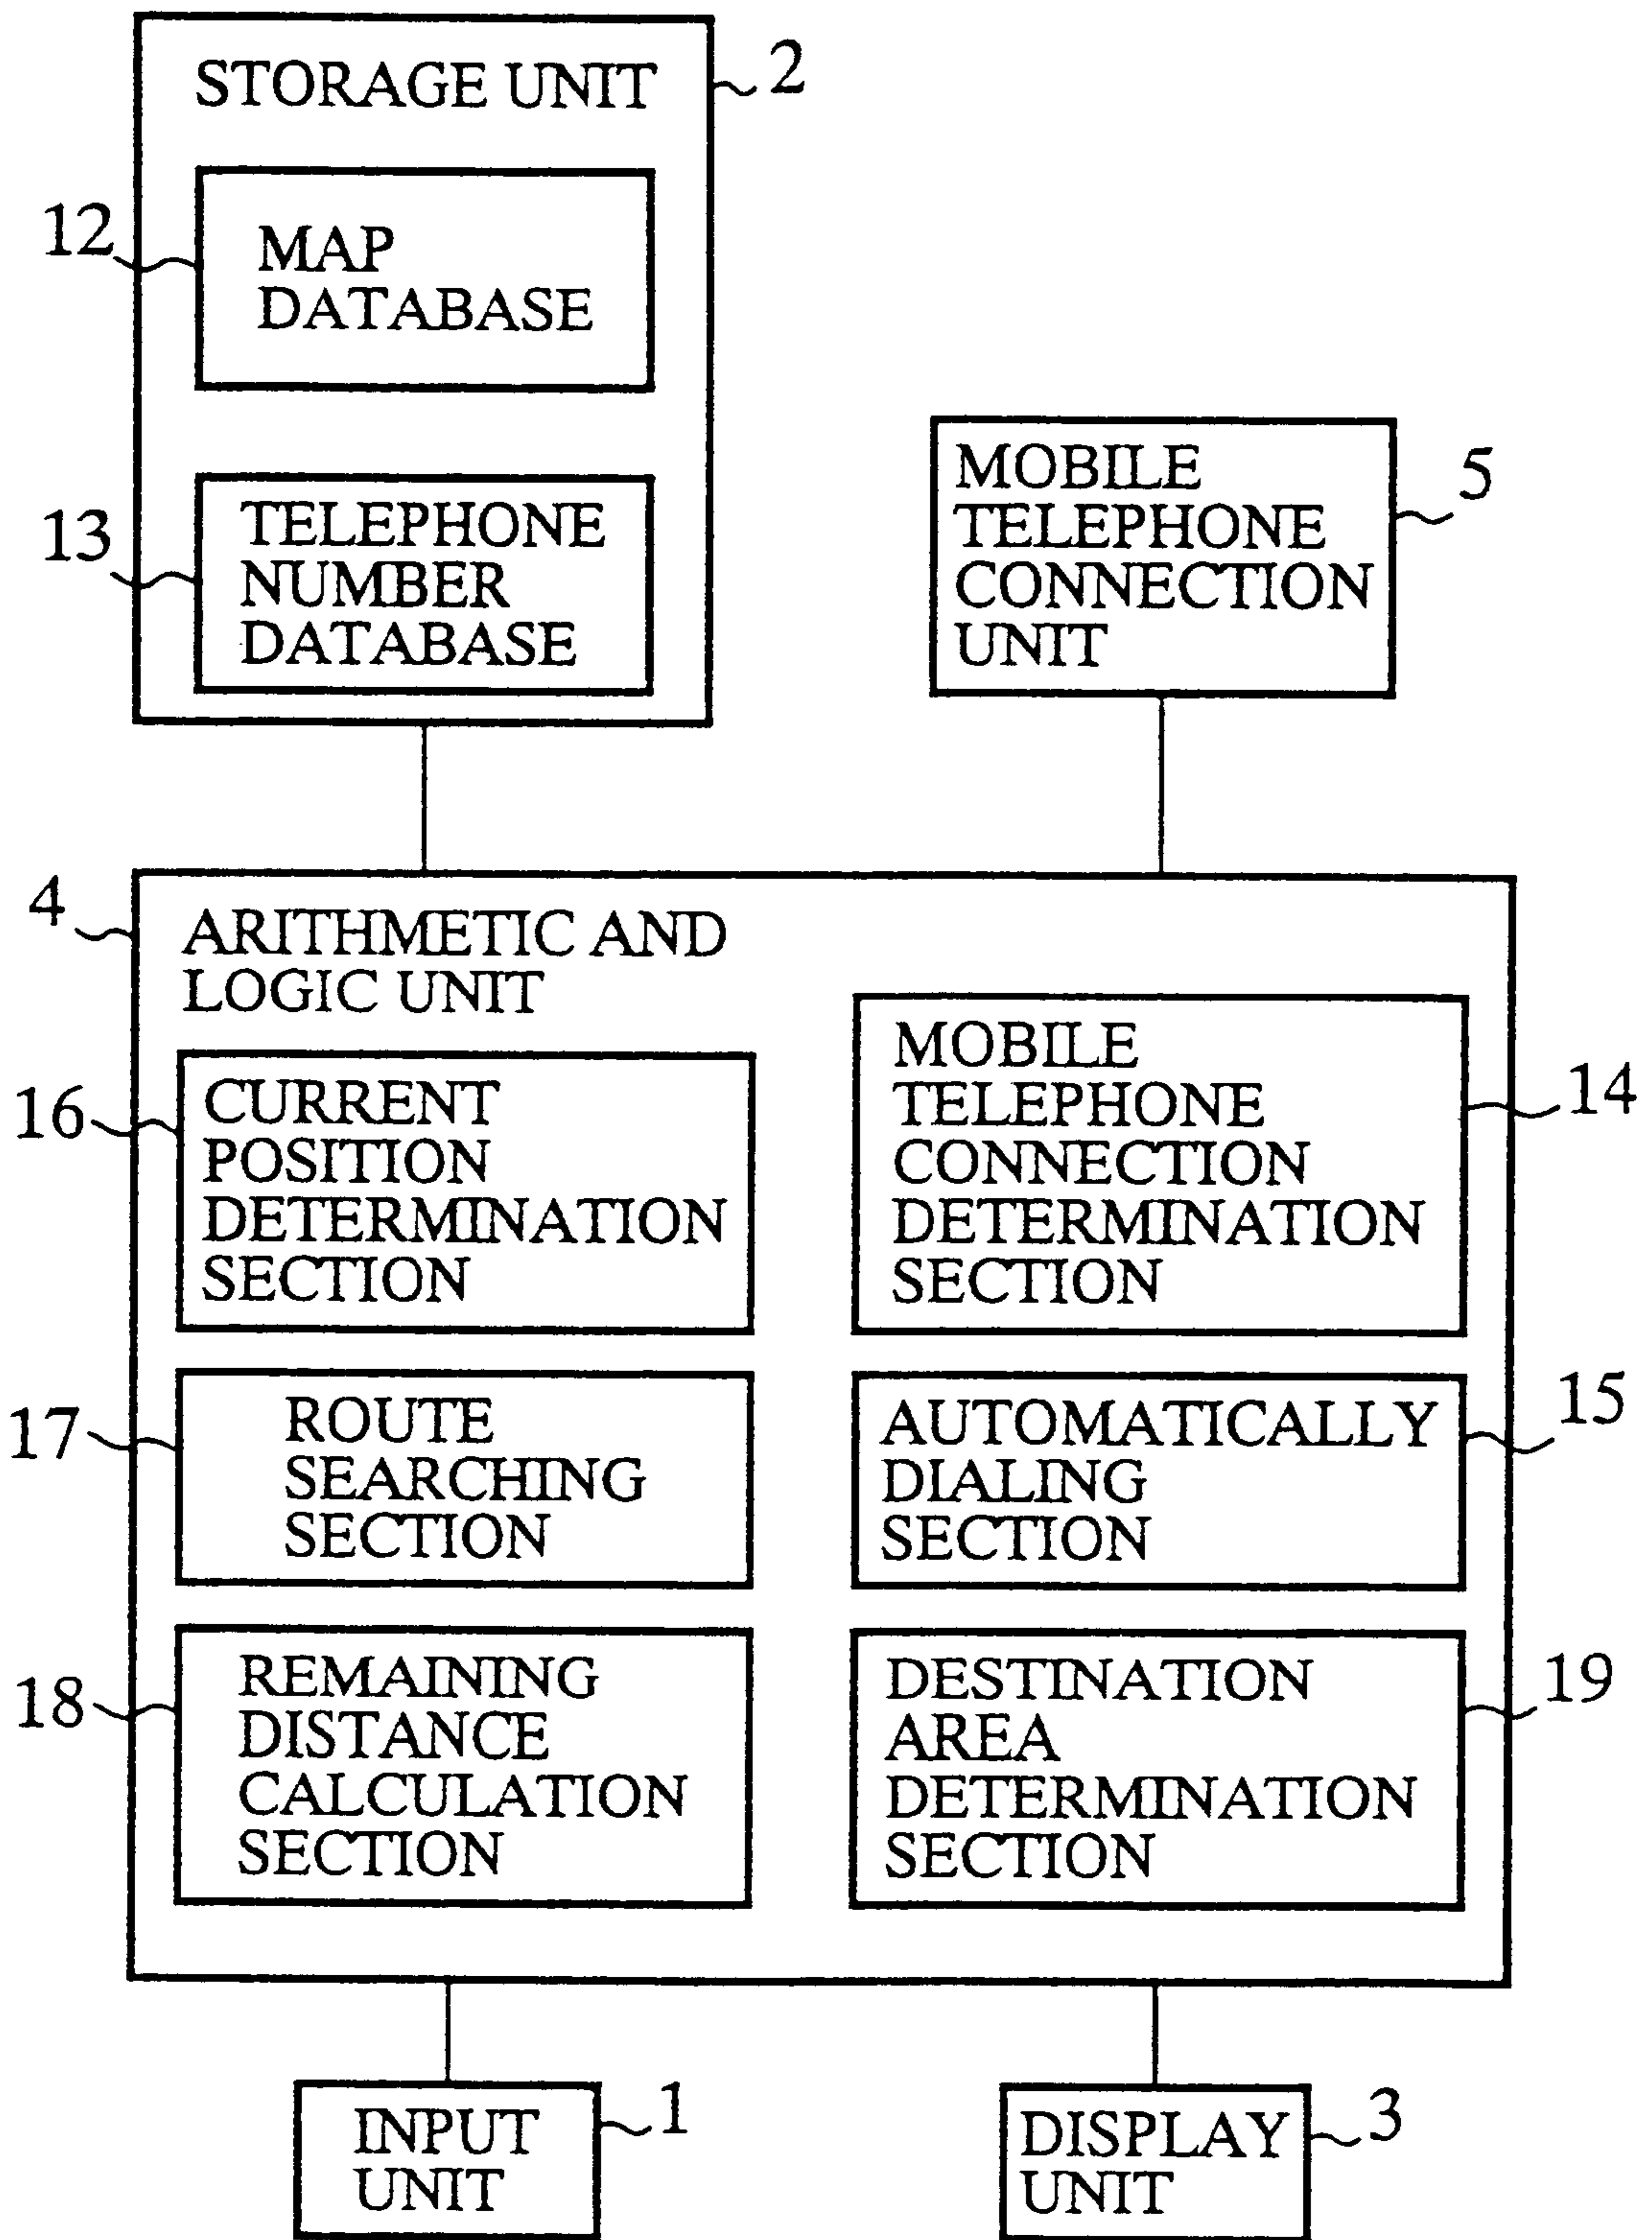 STORAGE UNIT
2
12
MAP
DATABASE
13
TELEPHONE
NUMBER
DATABASE
MOBILE
TELEPHONE
CONNECTION
UNIT
5
4
ARITHMETIC AND
LOGIC UNIT
16
CURRENT
POSITION
DETERMINATION
SECTION
MOBILE
TELEPHONE
CONNECTION
DETERMINATION
SECTION
14
17
ROUTE
SEARCHING
SECTION
AUTOMATICALLY
DIALING
SECTION
15
18
REMAINING
DISTANCE
CALCULATION
SECTION
DESTINATION
AREA
DETERMINATION
SECTION
19
INPUT
UNIT
1
DISPLAY
UNIT
3